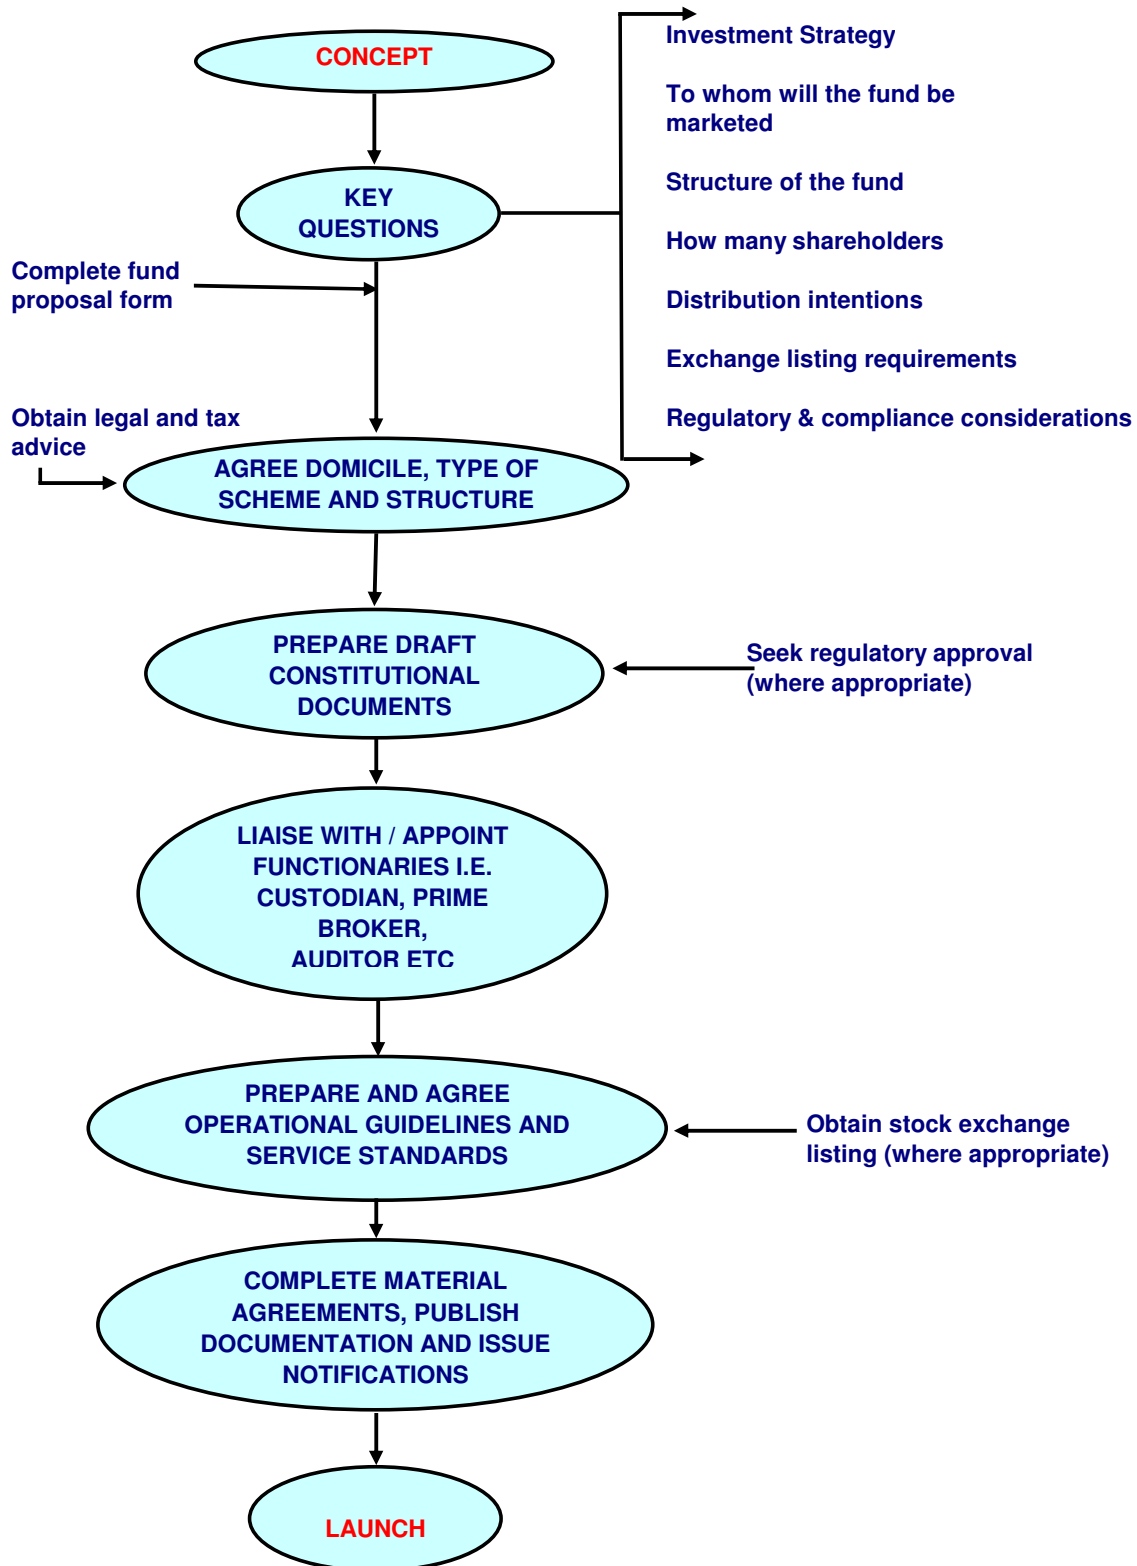 CONCEPT
Investment Strategy
To whom will the fund be
marketed
KEY
QUESTIONS
Structure of the fund
How many shareholders
Complete fund
proposal form
Distribution intentions
Exchange listing requirements
Obtain legal and tax
advice
Regulatory & compliance considerations
AGREE DOMICILE, TYPE OF
SCHEME AND STRUCTURE
PREPARE DRAFT
CONSTITUTIONAL
DOCUMENTS
Seek regulatory approval
(where appropriate)
LIAISE WITH / APPOINT
FUNCTIONARIES I.E.
CUSTODIAN, PRIME
BROKER,
AUDITOR ETC
PREPARE AND AGREE
OPERATIONAL GUIDELINES AND
SERVICE STANDARDS
Obtain stock exchange
listing (where appropriate)
COMPLETE MATERIAL
AGREEMENTS, PUBLISH
DOCUMENTATION AND ISSUE
NOTIFICATIONS
LAUNCH